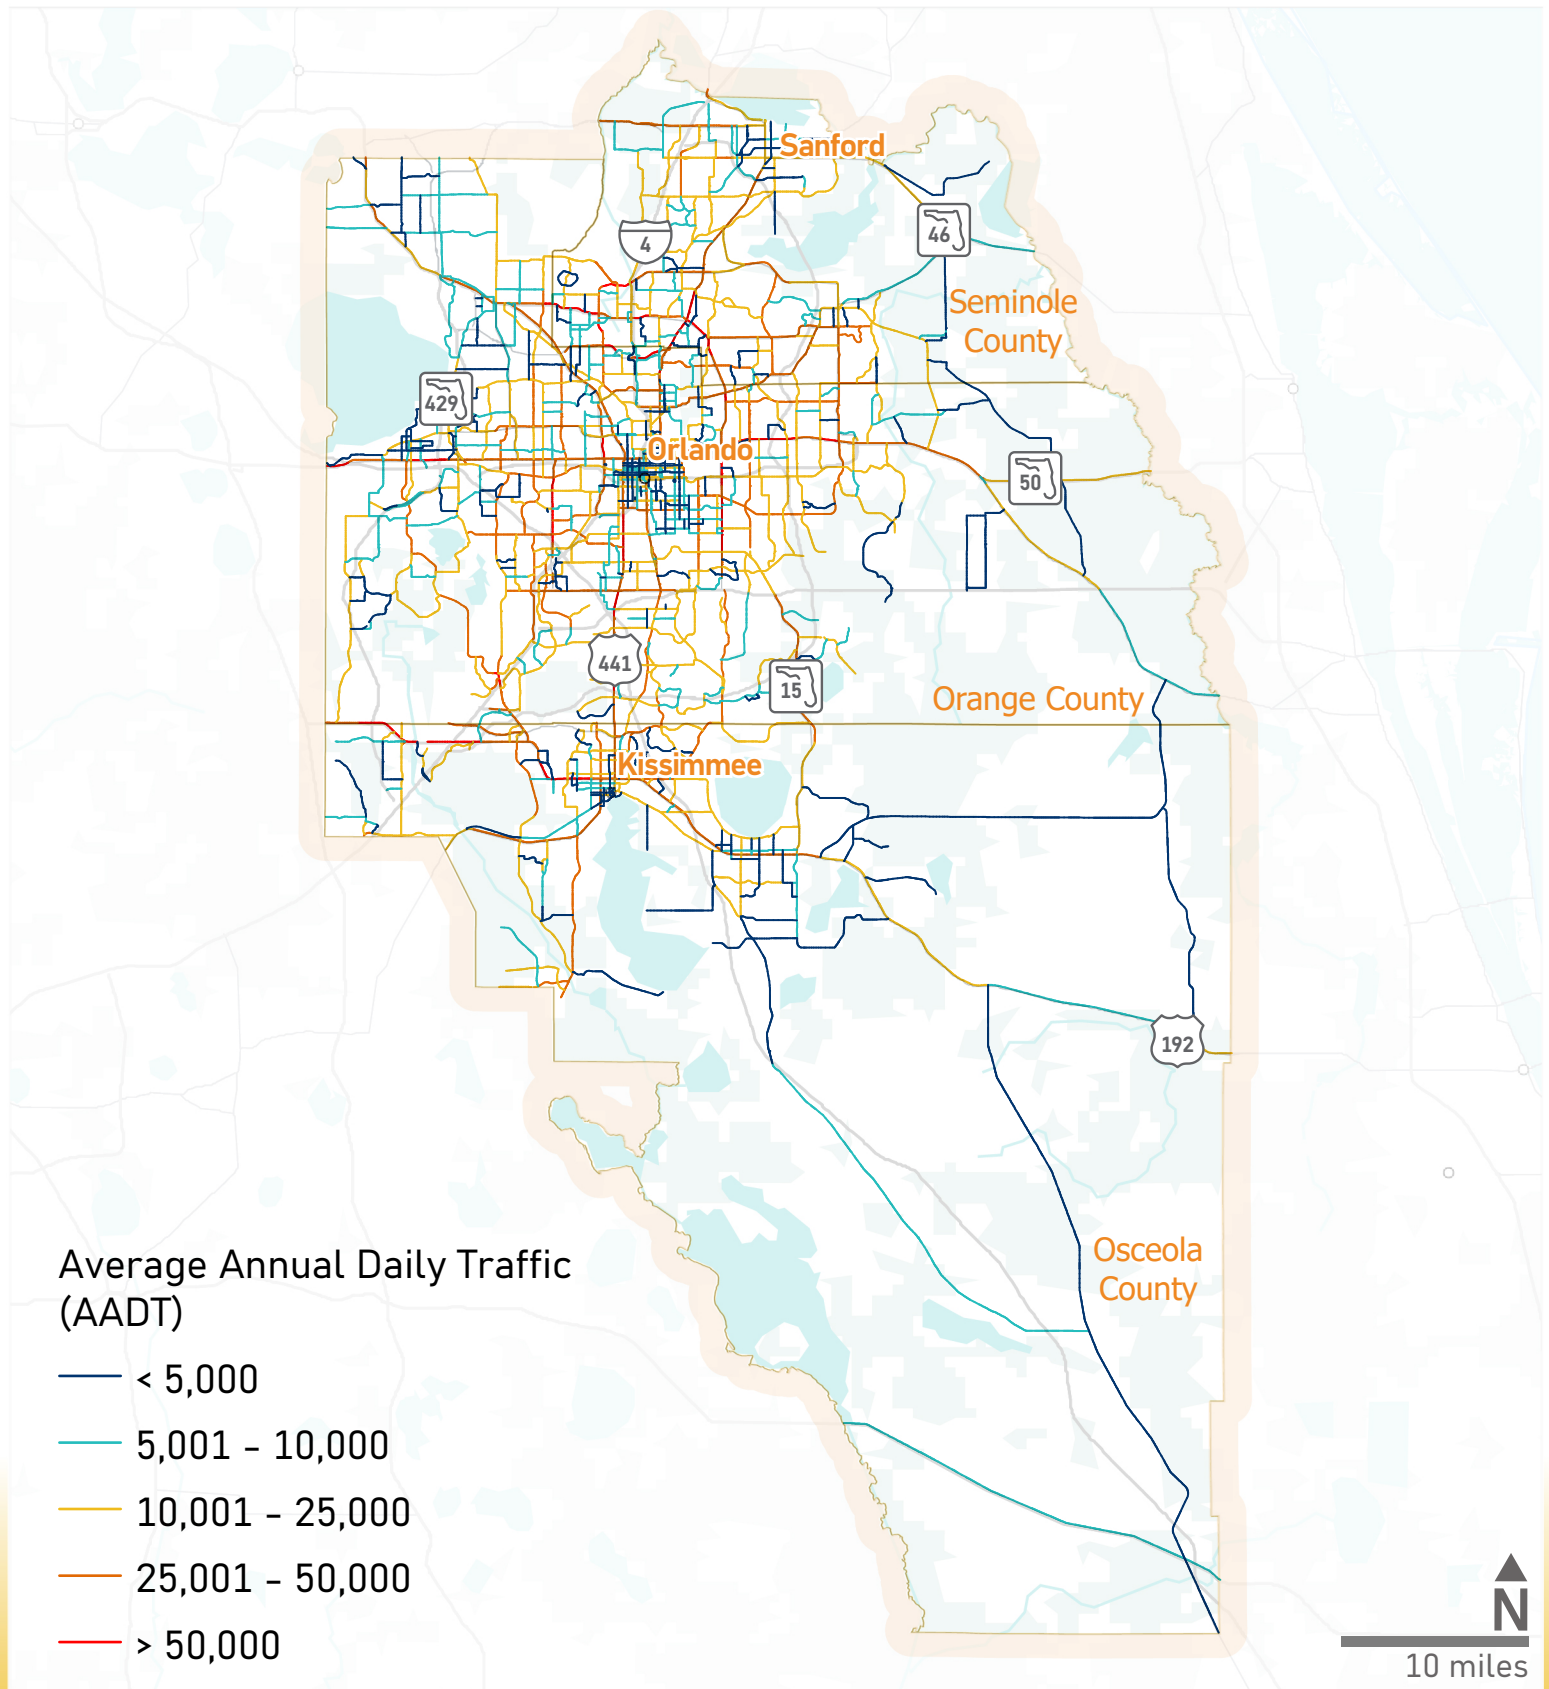 Sanford
46
4
Seminole
County
429
Orlando
50
441
15
Orange County
Kissimmee
192
Osceola
County
Average Annual Daily Traffic
(AADT)
< 5,000
5,001 - 10,000
10,001 - 25,000
25,001 - 50,000
> 50,000
N
10 miles